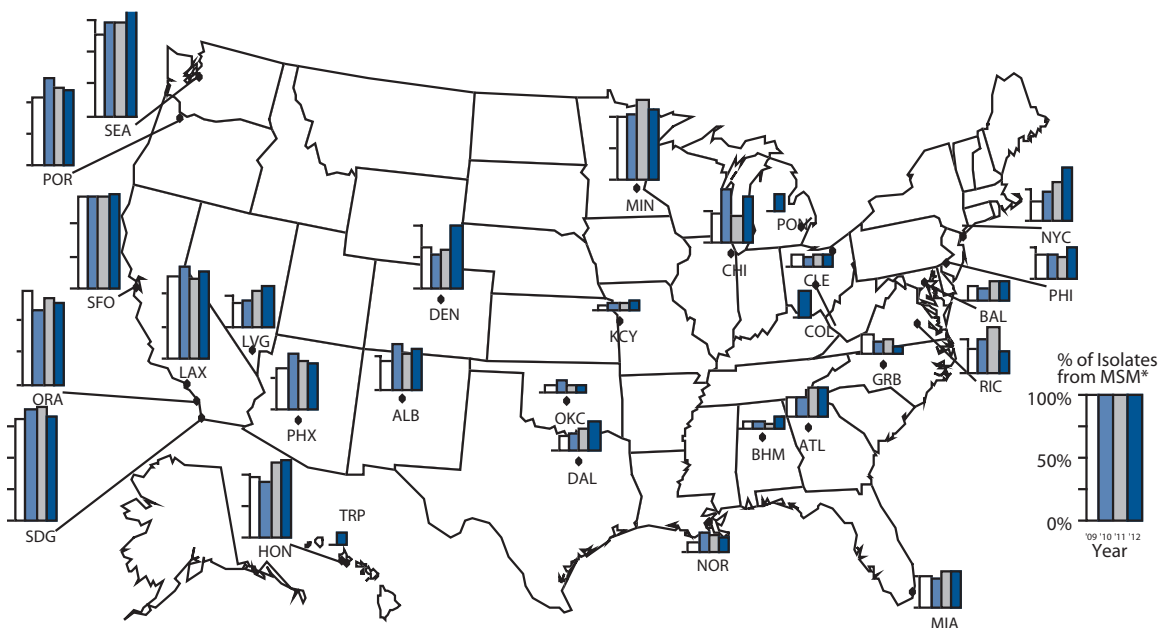 SEA
POR
SFO
ORA
SDG
LAX
LVG
PHX
HON
TRP
ALB
DEN
MIN
KCY
OKC
DAL
NOR
CHI
PON
CLE
COL
GRB
BHM
ATL
MIA
NYC
PHI
BAL
RIC
% of Isolates
from MSM*
100%
50%
0%
'09 '10 '11 '12
Year